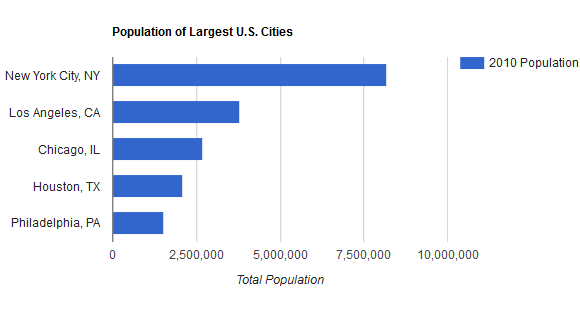 Population of Largest U.S. Cities
2010 Population
New York City, NY
Los Angeles, CA
Chicago, IL
Houston, TX
Philadelphia, PA
0 2,500,000 5,000,000 7,500,000 10,000,000
Total Population